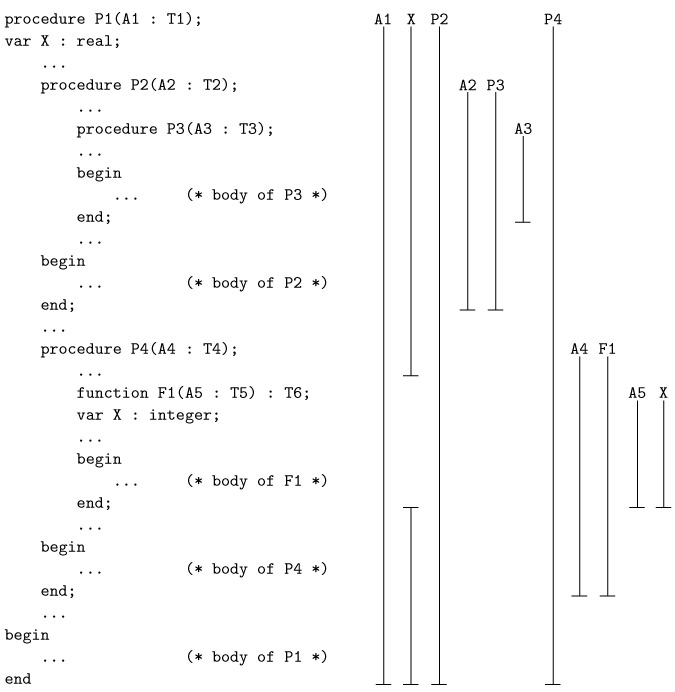 procedure P1(A1 : T1); A1 X P2 P4
var X : real;
...
procedure P2(A2 : T2); A2 P3
...
procedure P3(A3 : T3); A3
...
begin
... (* body of P3 *)
end;
...
begin
... (* body of P2 *)
end;
...
procedure P4(A4 : T4); A4 F1
...
function F1(A5 : T5) : T6; A5 X
var X : integer;
...
begin
... (* body of F1 *)
end;
...
begin
... (* body of P4 *)
end;
...
begin
... (* body of P1 *)
end